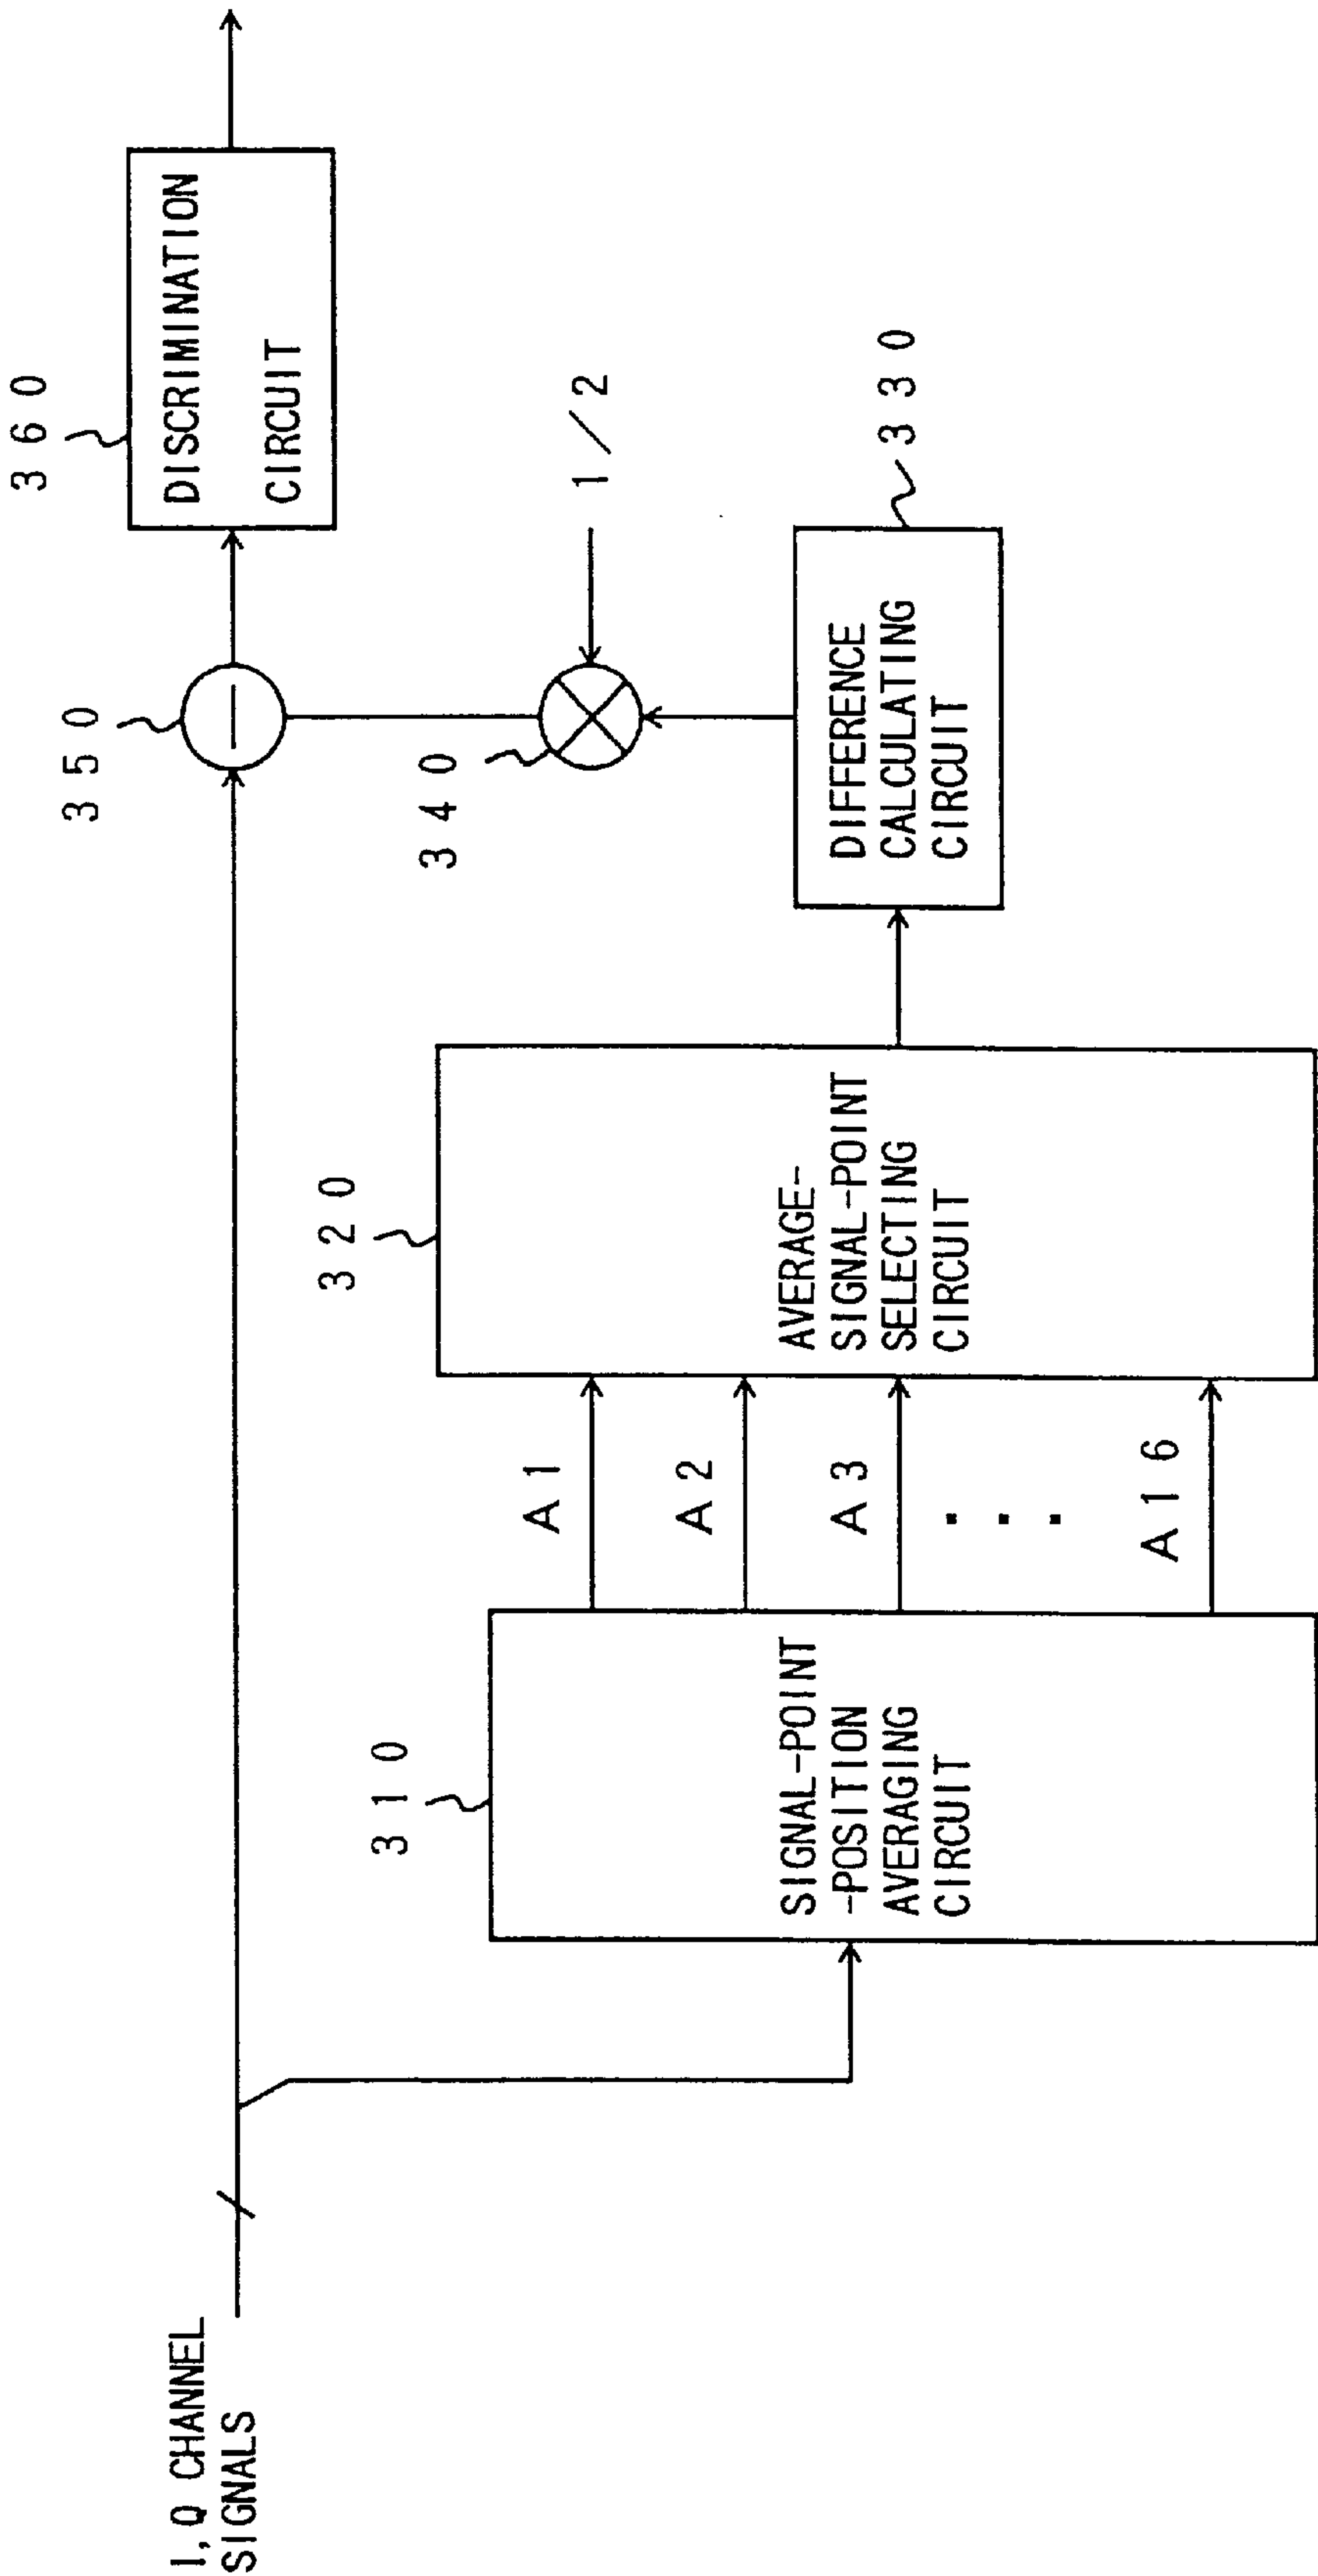 I,Q CHANNEL
SIGNALS
310
SIGNAL-POINT
-POSITION
AVERAGING
CIRCUIT
A1
A2
A3
A16
320
AVERAGE-
SIGNAL-POINT
SELECTING
CIRCUIT
330
DIFFERENCE
CALCULATING
CIRCUIT
340
1/2
350
360
DISCRIMINATION
CIRCUIT